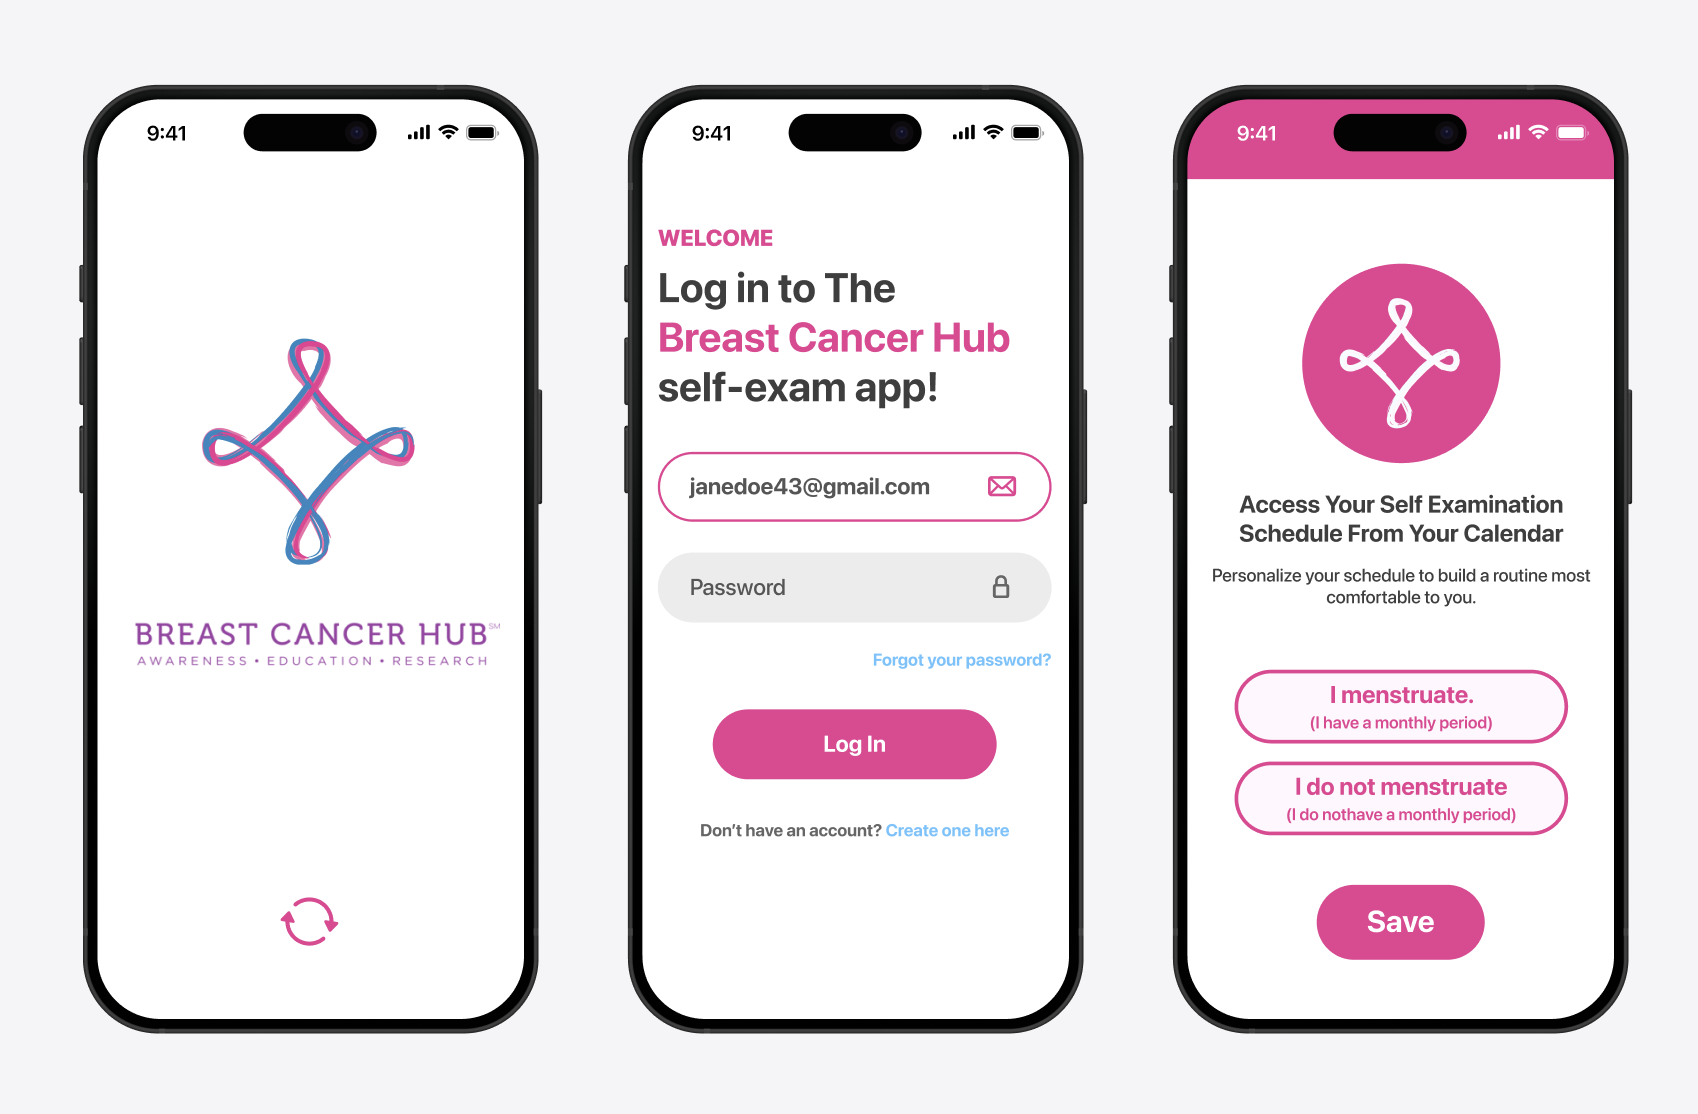 9:41
BREAST CANCER HUB℠
AWARENESS • EDUCATION • RESEARCH
9:41
WELCOME
Log in to The
Breast Cancer Hub
self-exam app!
janedoe43@gmail.com
Password
Forgot your password?
Log In
Don’t have an account? Create one here
9:41
Access Your Self Examination
Schedule From Your Calendar
Personalize your schedule to build a routine most
comfortable to you.
I menstruate.
(I have a monthly period)
I do not menstruate
(I do nothave a monthly period)
Save